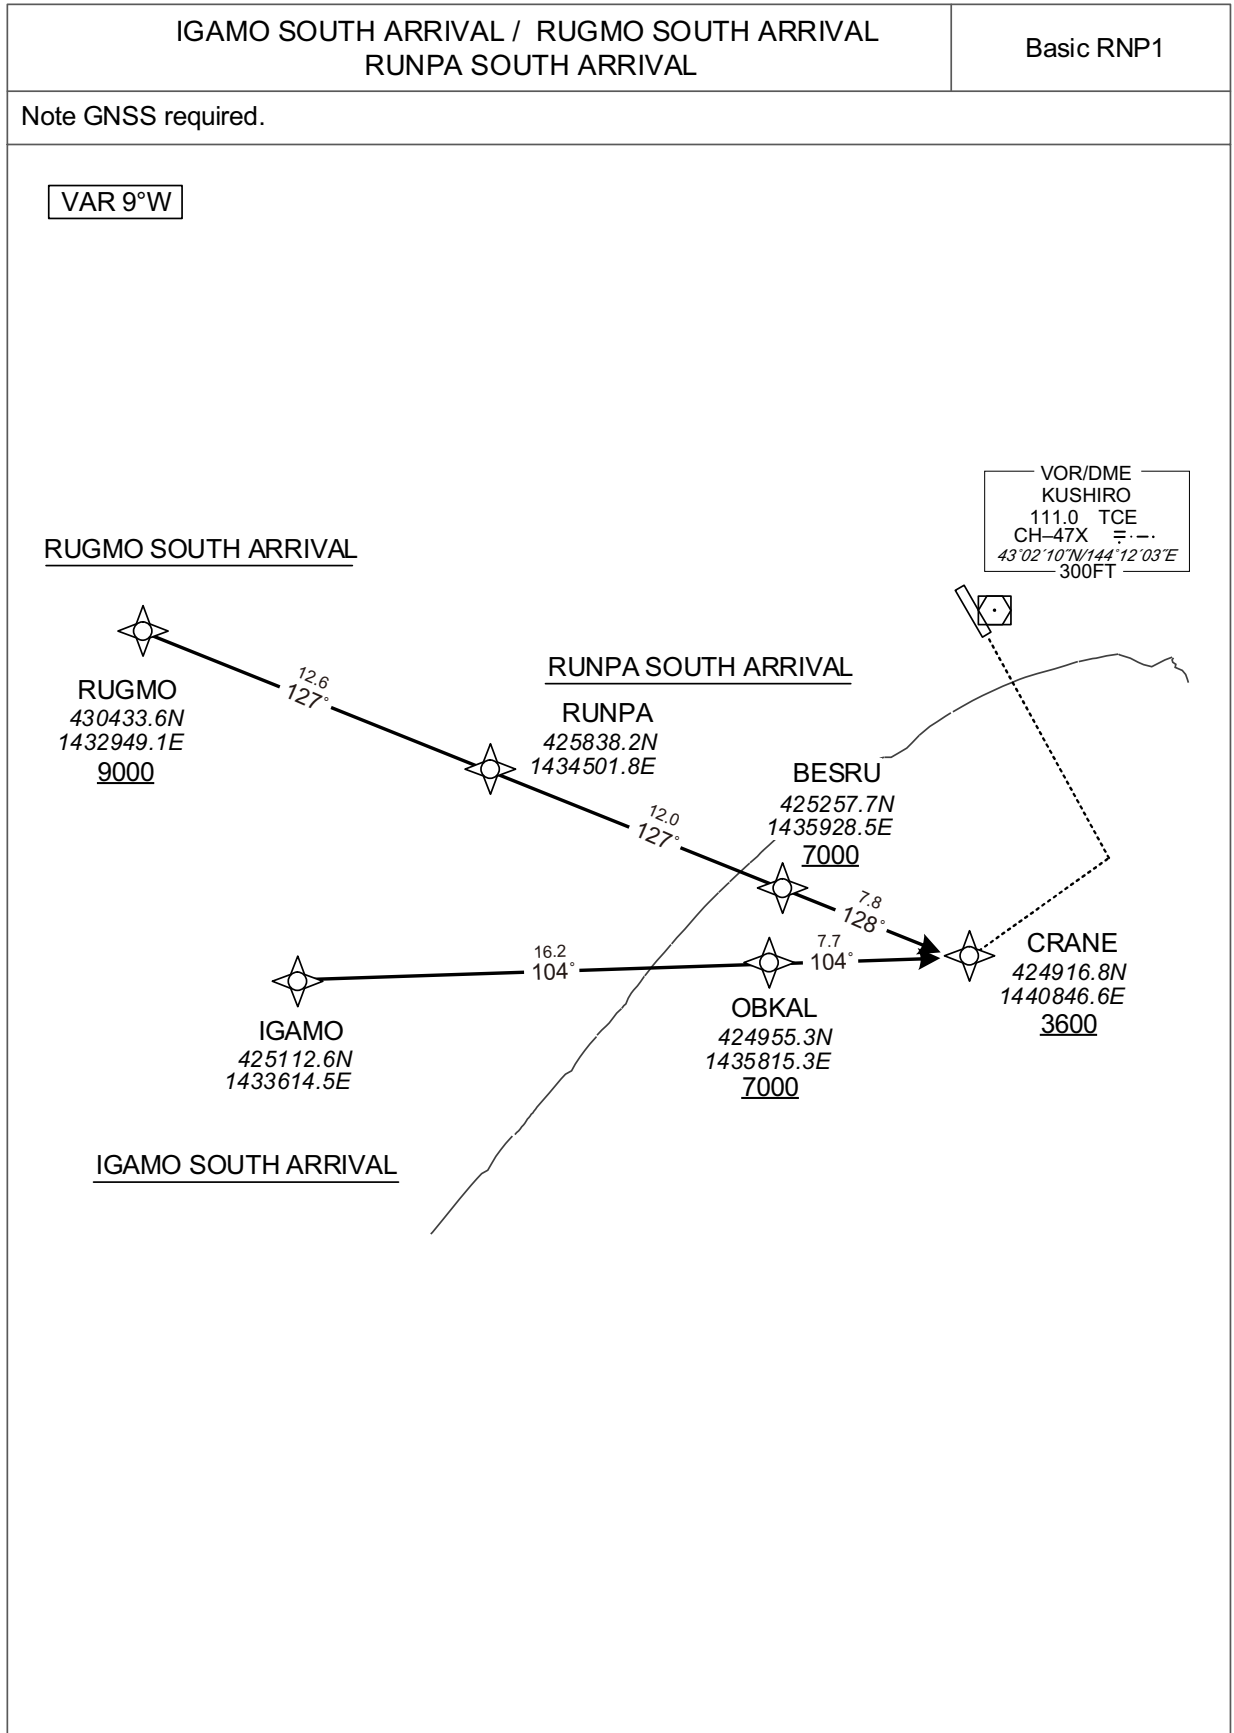 IGAMO SOUTH ARRIVAL / RUGMO SOUTH ARRIVAL
RUNPA SOUTH ARRIVAL
Basic RNP1
Note GNSS required.
VAR 9°W
VOR/DME
KUSHIRO
111.0 TCE
CH–47X
43°02´10˝N/144°12´03˝E
300FT
RUGMO SOUTH ARRIVAL
RUGMO
430433.6N
1432949.1E
9000
12.6
127°
RUNPA SOUTH ARRIVAL
RUNPA
425838.2N
1434501.8E
12.0
127°
BESRU
425257.7N
1435928.5E
7000
7.8
128°
CRANE
424916.8N
1440846.6E
3600
16.2
104°
7.7
104°
IGAMO
425112.6N
1433614.5E
OBKAL
424955.3N
1435815.3E
7000
IGAMO SOUTH ARRIVAL